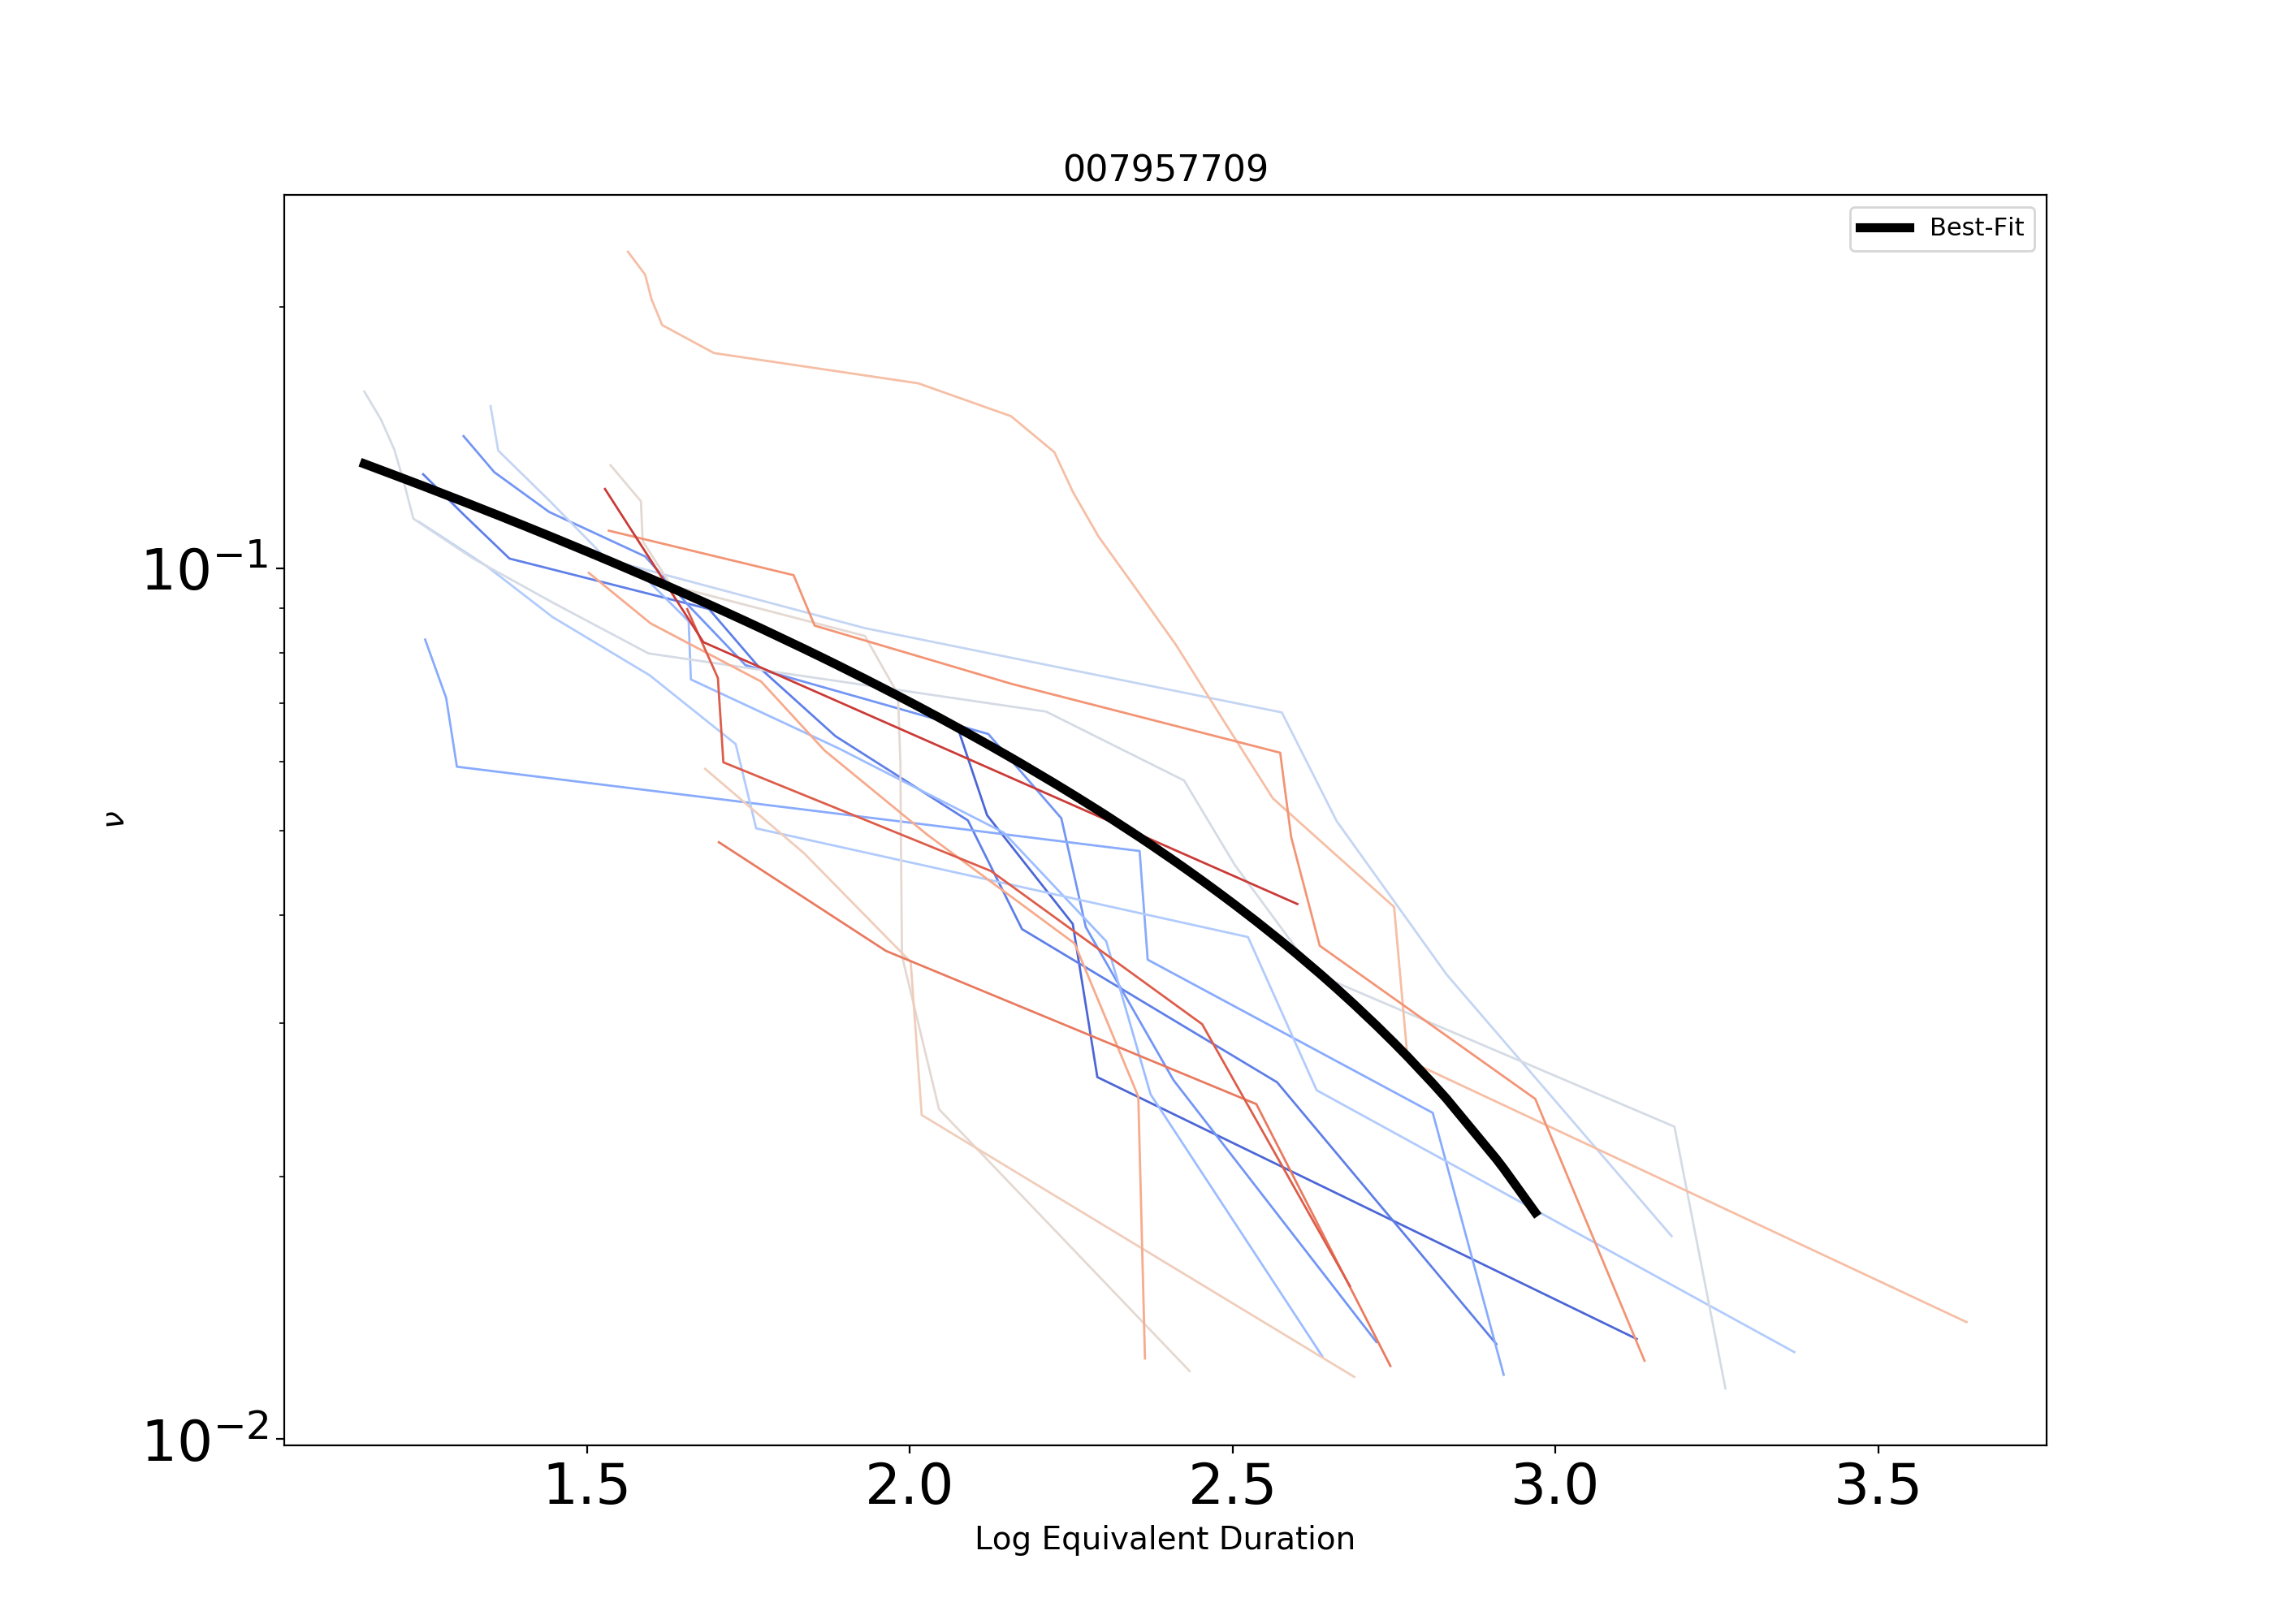 007957709
Best-Fit
10⁻¹
ν
10⁻²
1.5 2.0 2.5 3.0 3.5
Log Equivalent Duration